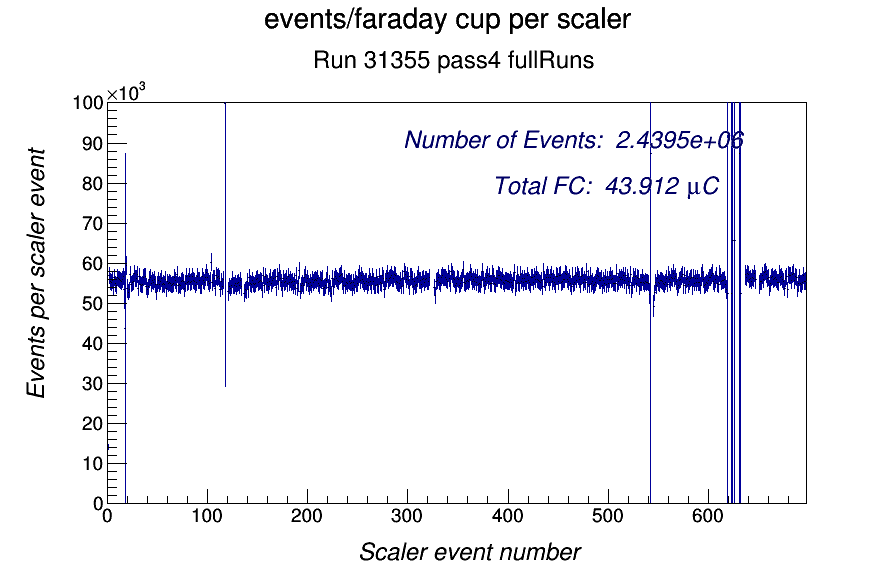 events/faraday cup per scaler
Run 31355 pass4 fullRuns
×10³
100
90
80
70
60
50
40
30
20
10
0
Events per scaler event
Number of Events: 2.4395e+06
Total FC: 43.912 μC
0 100 200 300 400 500 600
Scaler event number